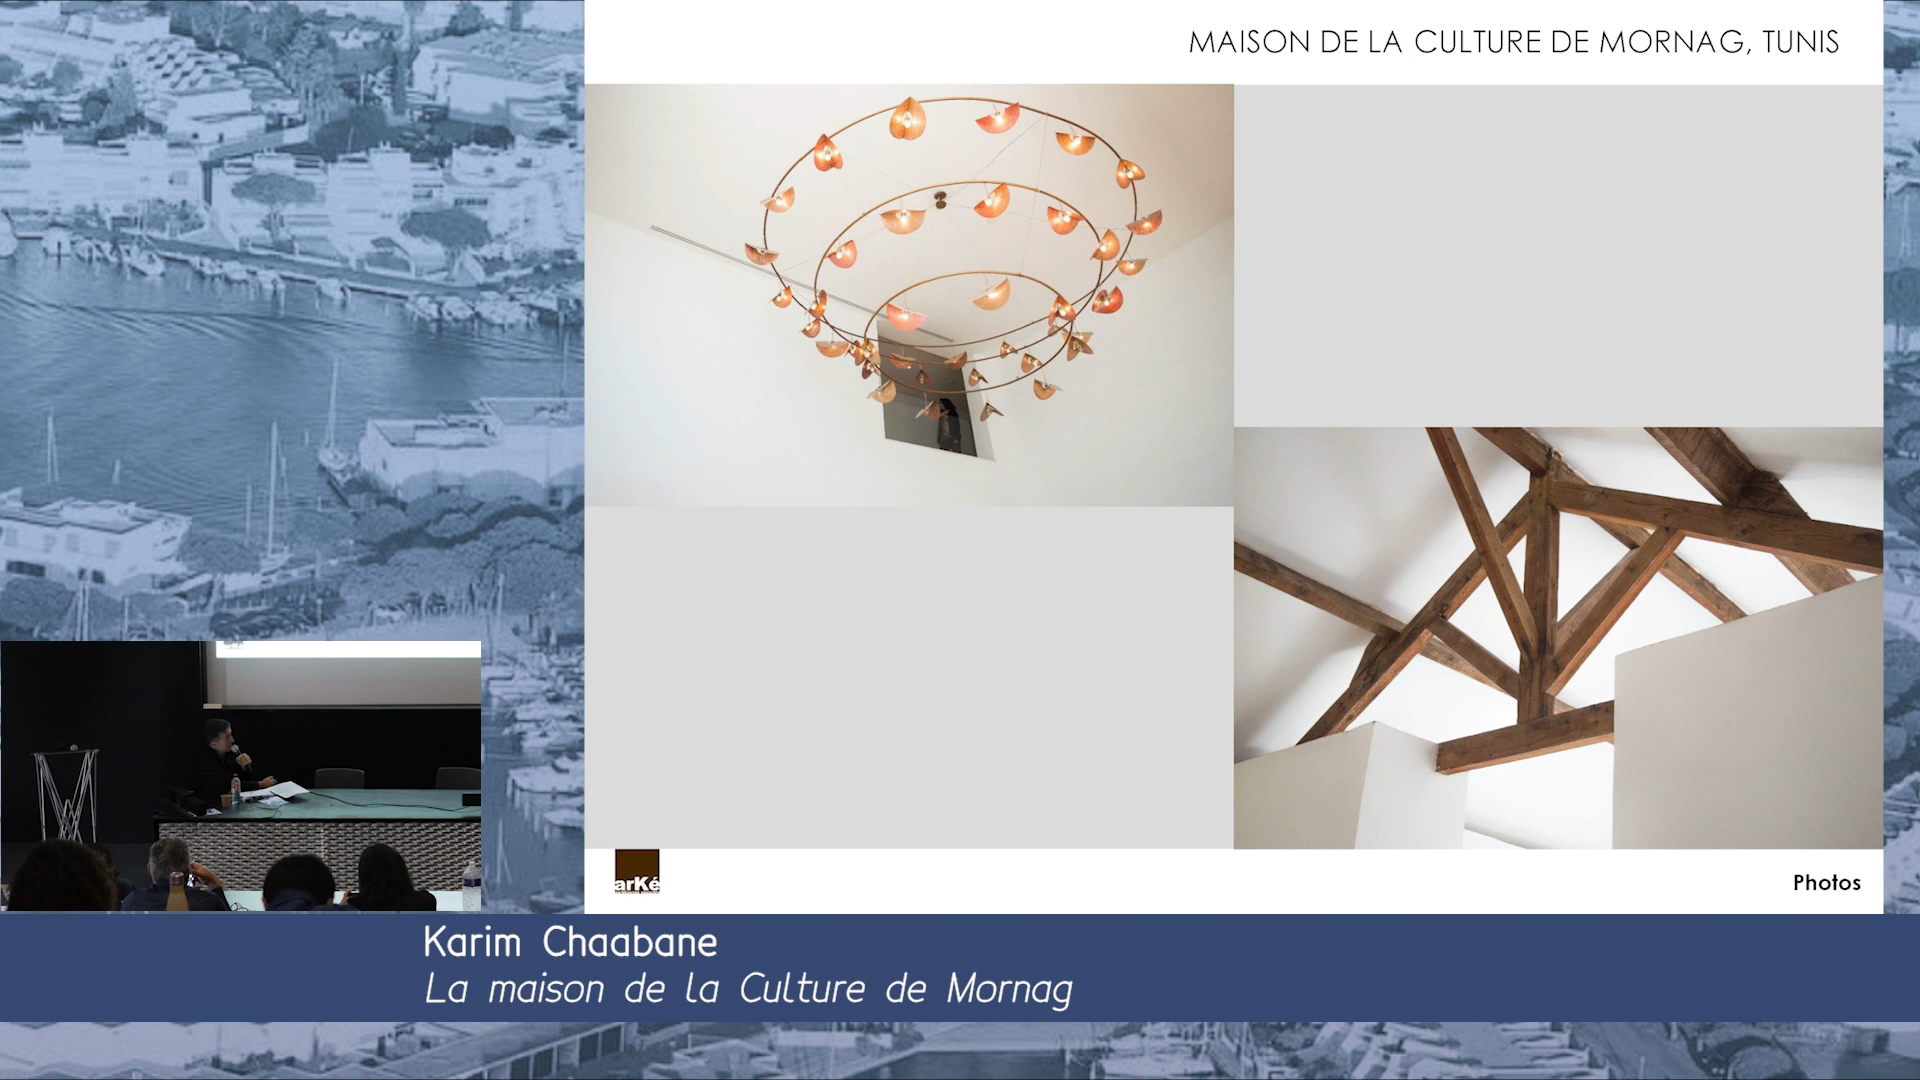 MAISON DE LA CULTURE DE MORNAG, TUNIS
arKé
Photos
Karim Chaabane
La maison de la Culture de Mornag